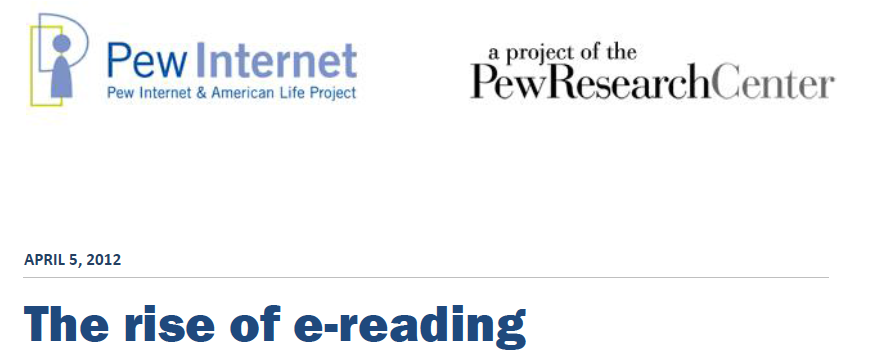 Pew Internet
Pew Internet & American Life Project
a project of the
PewResearchCenter
APRIL 5, 2012
The rise of e-reading